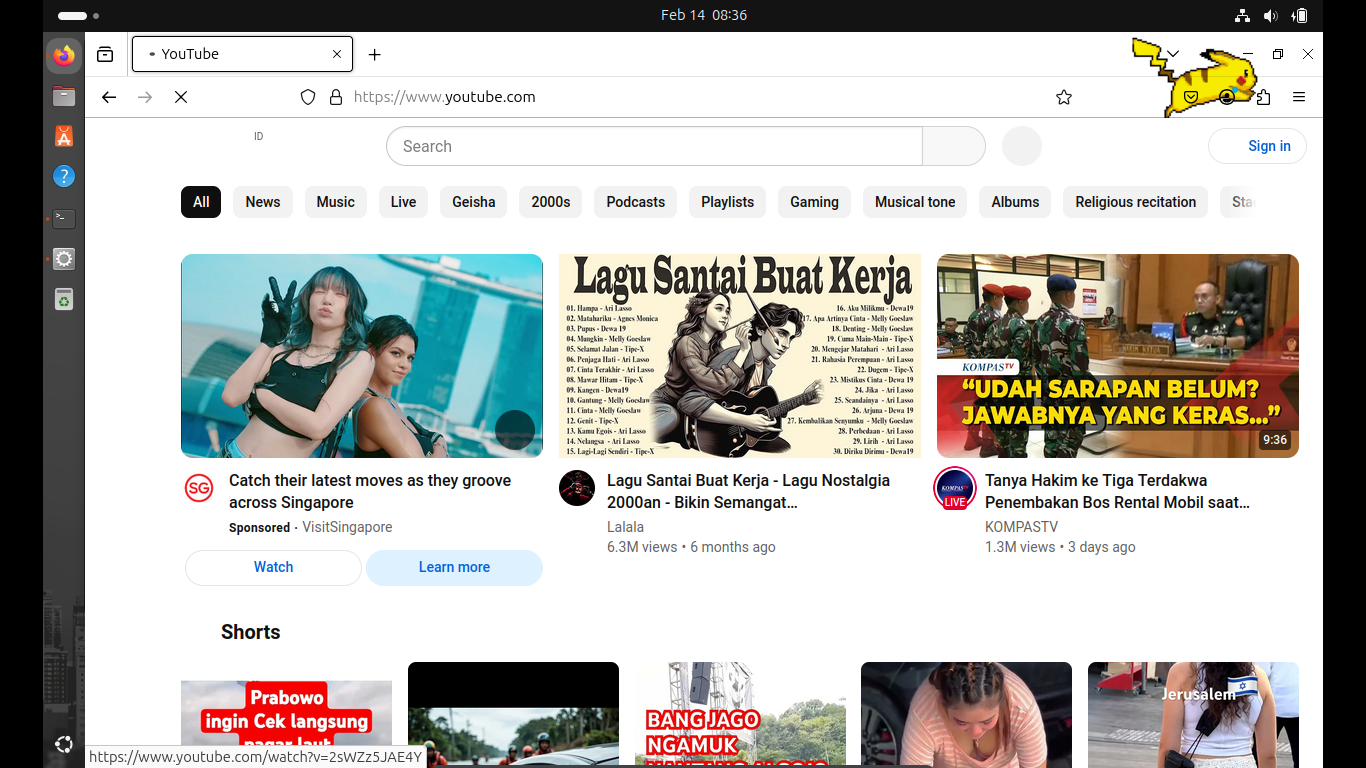 Feb 14 08:36
YouTube
https://www.youtube.com
ID
Search
Sign in
All
News
Music
Live
Geisha
2000s
Podcasts
Playlists
Gaming
Musical tone
Albums
Religious recitation
Lagu Santai Buat Kerja
01. Hampa - Ari Lasso
02. Matahariku - Agnes Monica
03. Pupus - Dewa 19
04. Mungkin - Melly Goeslaw
05. Selamat Jalan - Tipe-X
06. Penjaga Hati - Ari Lasso
07. Cinta Terakhir - Ari Lasso
08. Mawar Hitam - Tipe-X
09. Kangen - Dewa19
10. Gantung - Melly Goeslaw
11. Cinta - Melly Goeslaw
12. Genit - Tipe-X
13. Kamu Egois - Ari Lasso
14. Nelangsa - Ari Lasso
15. Lagi-Lagi Sendiri - Tipe-X
16. Aku Milikmu - Dewa19
17. Apa Artinya Cinta - Melly Goeslaw
18. Denting - Melly Goeslaw
19. Cuma Main-Main - Tipe-X
20. Mengejar Matahari - Ari Lasso
21. Rahasia Perempuan - Ari Lasso
22. Dugem - Tipe-X
23. Mistikus Cinta - Dewa 19
24. Jika - Ari Lasso
25. Seandainya - Ari Lasso
26. Arjuna - Dewa 19
27. Kembalikan Senyumku - Melly Goeslaw
28. Perbedaan - Ari Lasso
29. Lirih - Ari Lasso
30. Diriku Dirimu - Dewa19
HAKIM KETUA
KOMPASTV
“UDAH SARAPAN BELUM?
JAWABNYA YANG KERAS...”
9:36
SG
Catch their latest moves as they groove
across Singapore
Sponsored · VisitSingapore
Watch
Learn more
Lagu Santai Buat Kerja - Lagu Nostalgia
2000an - Bikin Semangat…
Lalala
6.3M views • 6 months ago
KOMPASTV
LIVE
Tanya Hakim ke Tiga Terdakwa
Penembakan Bos Rental Mobil saat…
KOMPASTV
1.3M views • 3 days ago
Shorts
Prabowo
ingin Cek langsung
pagar laut
BANG JAGO
NGAMUK
Jerusalem
https://www.youtube.com/watch?v=2sWZz5JAE4Y